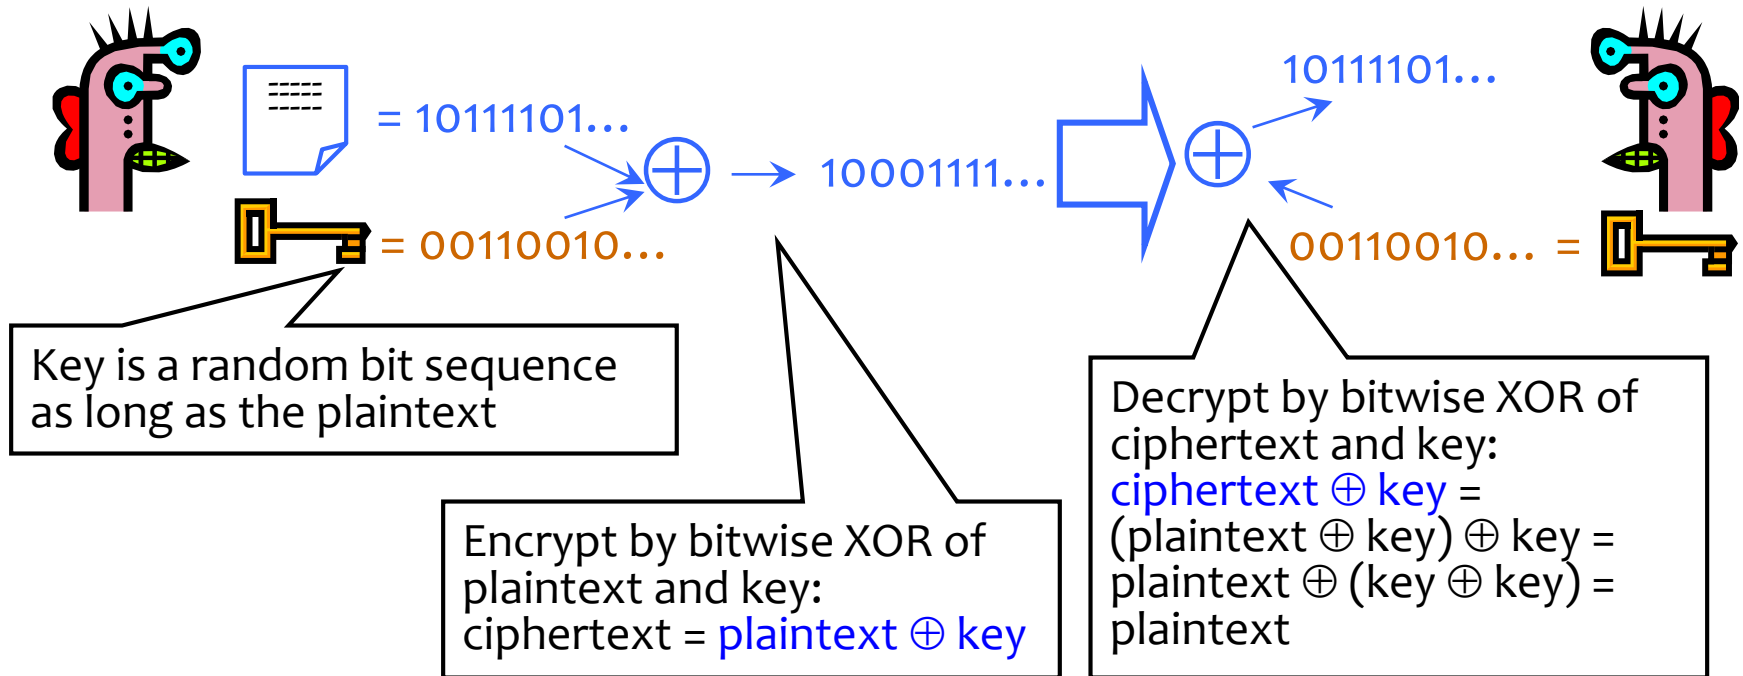 = 10111101...
= 00110010...
10001111...
10111101...
00110010... =
Key is a random bit sequence
as long as the plaintext
Encrypt by bitwise XOR of
plaintext and key:
ciphertext = plaintext ⊕ key
Decrypt by bitwise XOR of
ciphertext and key:
ciphertext ⊕ key =
(plaintext ⊕ key) ⊕ key =
plaintext ⊕ (key ⊕ key) =
plaintext